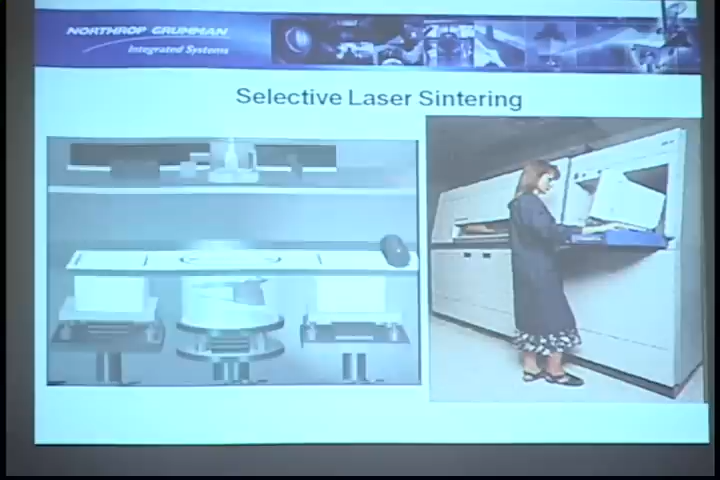 NORTHROP GRUMMAN
Integrated Systems
Selective Laser Sintering